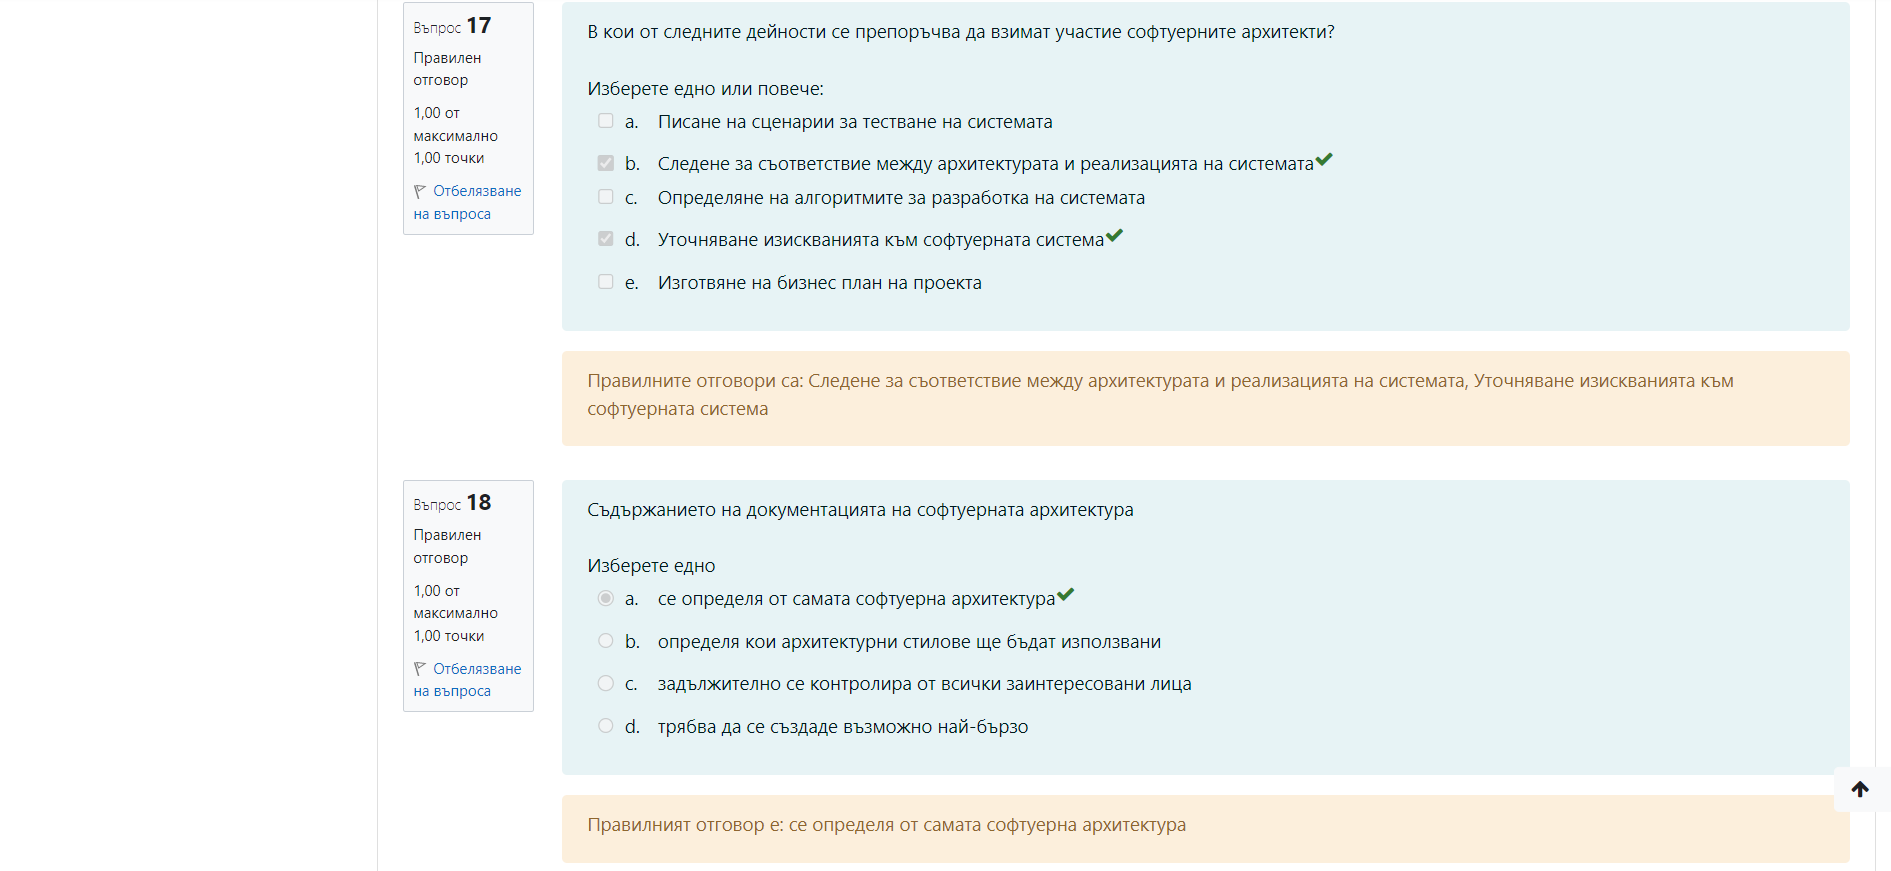 Въпрос 17
Правилен
отговор
1,00 от
максимално
1,00 точки
Отбелязване
на въпроса
В кои от следните дейности се препоръчва да взимат участие софтуерните архитекти?
Изберете едно или повече:
a. Писане на сценарии за тестване на системата
b. Следене за съответствие между архитектурата и реализацията на системата
c. Определяне на алгоритмите за разработка на системата
d. Уточняване изискванията към софтуерната система
e. Изготвяне на бизнес план на проекта
Правилните отговори са: Следене за съответствие между архитектурата и реализацията на системата, Уточняване изискванията към
софтуерната система
Въпрос 18
Правилен
отговор
1,00 от
максимално
1,00 точки
Отбелязване
на въпроса
Съдържанието на документацията на софтуерната архитектура
Изберете едно
a. се определя от самата софтуерна архитектура
b. определя кои архитектурни стилове ще бъдат използвани
c. задължително се контролира от всички заинтересовани лица
d. трябва да се създаде възможно най-бързо
Правилният отговор е: се определя от самата софтуерна архитектура